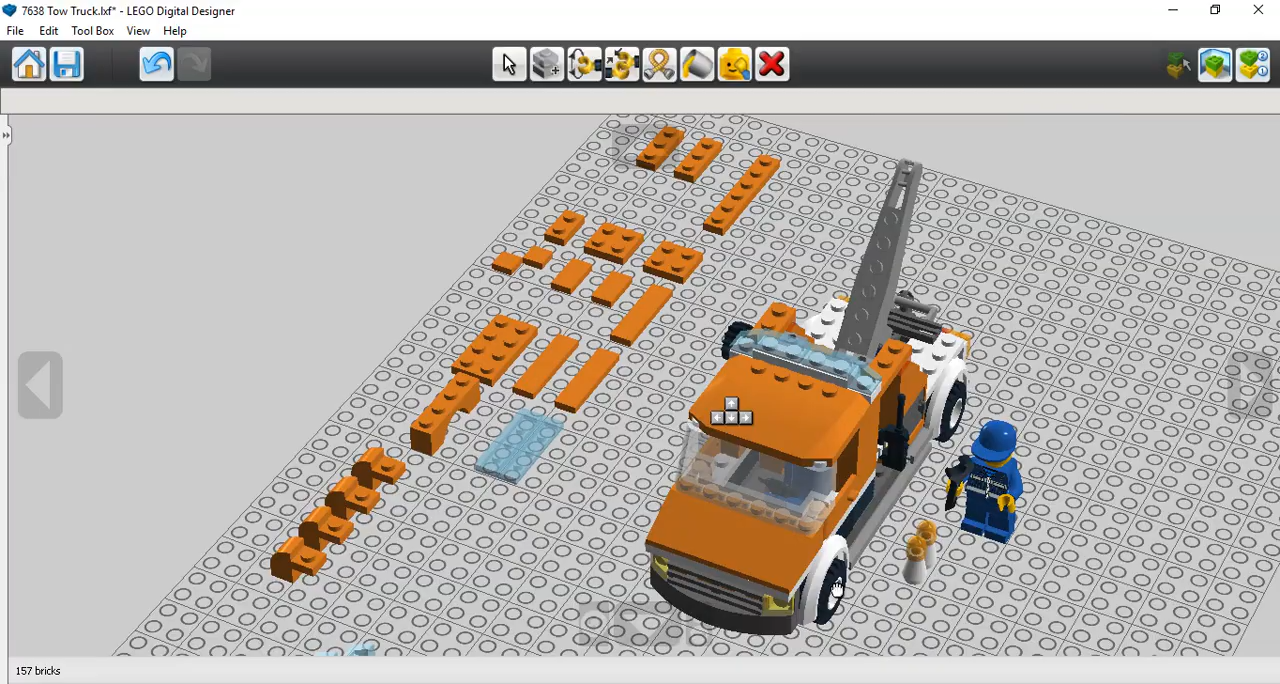 7638 Tow Truck.lxf* - LEGO Digital Designer
File Edit Tool Box View Help
157 bricks